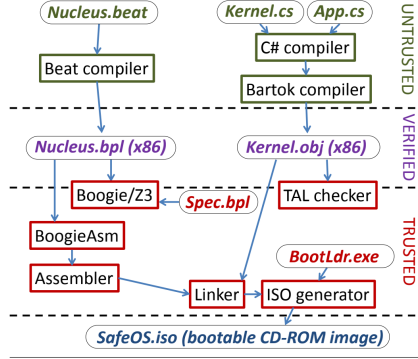 Nucleus.beat
Kernel.cs
App.cs
UNTRUSTED
C# compiler
Beat compiler
Bartok compiler
VERIFIED
Nucleus.bpl (x86)
Kernel.obj (x86)
Boogie/Z3
Spec.bpl
TAL checker
TRUSTED
BoogieAsm
BootLdr.exe
Assembler
Linker
ISO generator
SafeOS.iso (bootable CD-ROM image)